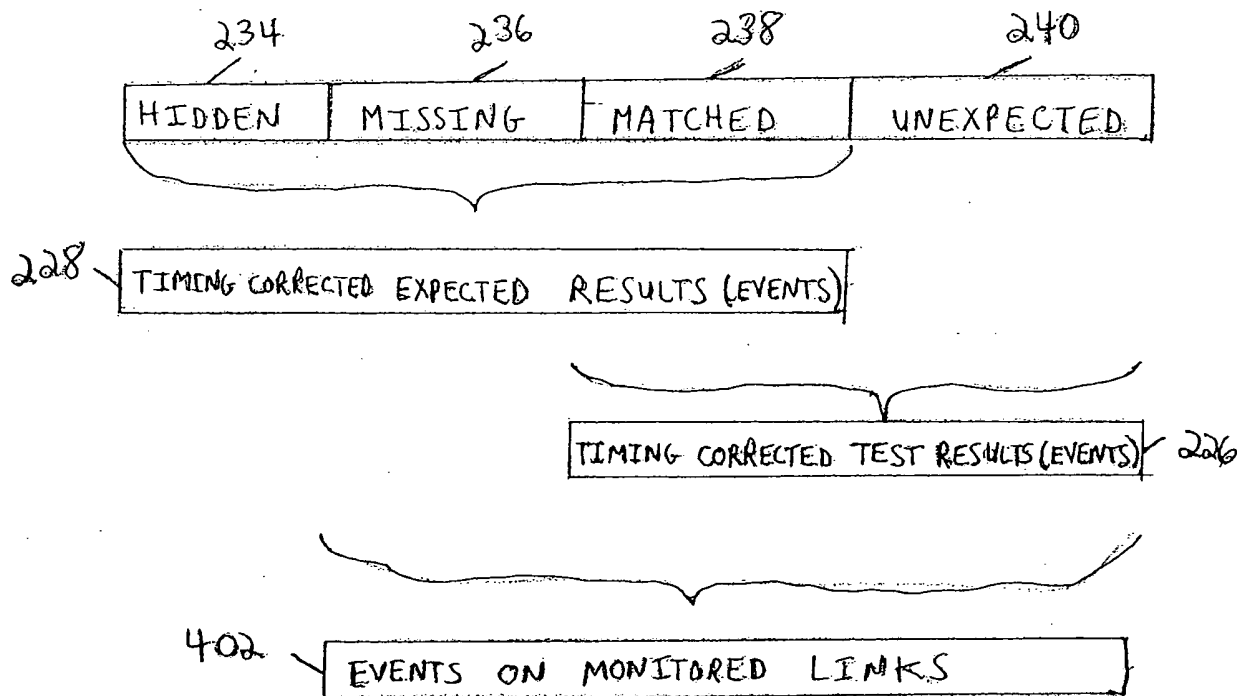 234 236 238 240
HIDDEN MISSING MATCHED UNEXPECTED
228 TIMING CORRECTED EXPECTED RESULTS (EVENTS)
TIMING CORRECTED TEST RESULTS (EVENTS) 226
402 EVENTS ON MONITORED LINKS